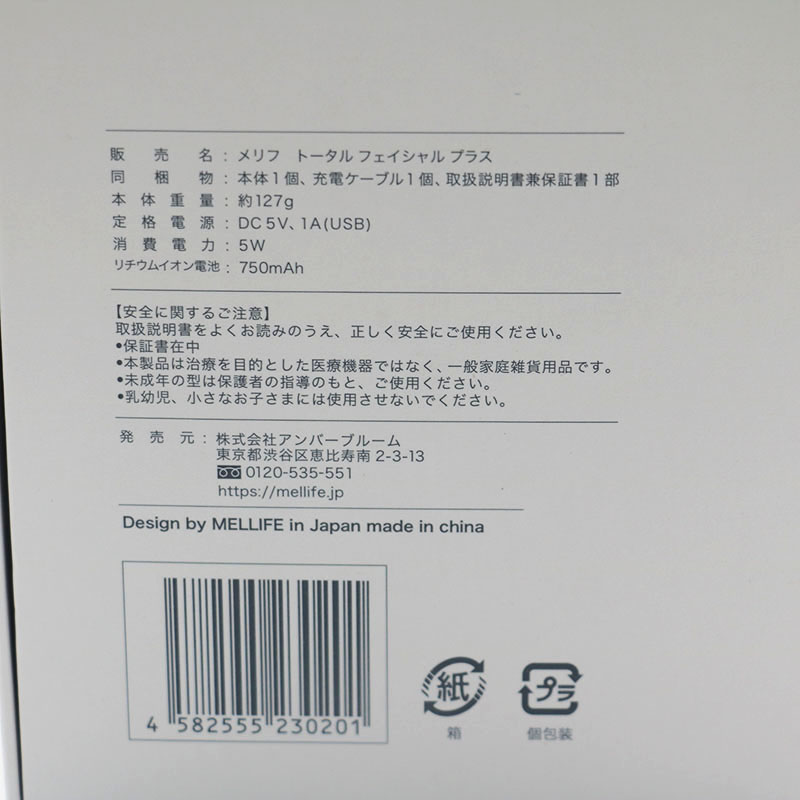 販売名：メリフ トータル フェイシャル プラス
同梱物：本体1個、充電ケーブル1個、取扱説明書兼保証書1部
本体重量：約127g
定格電源：DC 5V、1A(USB)
消費電力：5W
リチウムイオン電池：750mAh
【安全に関するご注意】
取扱説明書をよくお読みのうえ、正しく安全にご使用ください。
●保証書在中
●本製品は治療を目的とした医療機器ではなく、一般家庭雑貨用品です。
●未成年の型は保護者の指導のもと、ご使用ください。
●乳幼児、小さなお子さまには使用させないでください。
発売元：株式会社アンバーブルーム
東京都渋谷区恵比寿南 2-3-13
0120-535-551
https://mellife.jp
Design by MELLIFE in Japan made in china
4 582555 230201
紙
箱
プラ
個包装